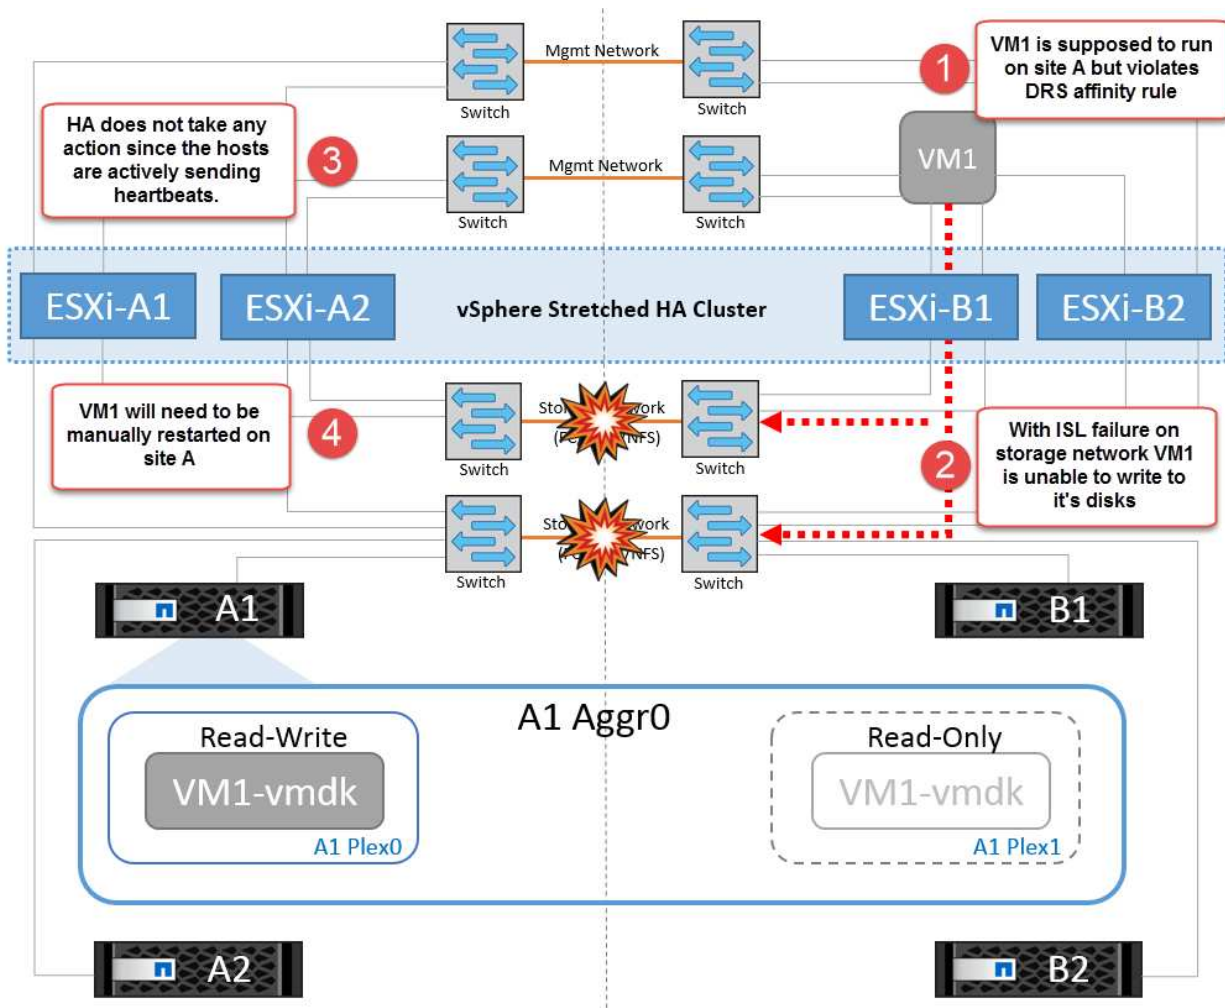 Mgmt Network
Switch
Switch
1
VM1 is supposed to run
on site A but violates
DRS affinity rule
HA does not take any
action since the hosts
are actively sending
heartbeats.
3
Mgmt Network
Switch
Switch
VM1
ESXi-A1
ESXi-A2
vSphere Stretched HA Cluster
ESXi-B1
ESXi-B2
VM1 will need to be
manually restarted on
site A
4
Switch
Switch
2
With ISL failure on
storage network VM1
is unable to write to
it's disks
Switch
Switch
A1
B1
A1 Aggr0
Read-Write
VM1-vmdk
A1 Plex0
Read-Only
VM1-vmdk
A1 Plex1
A2
B2